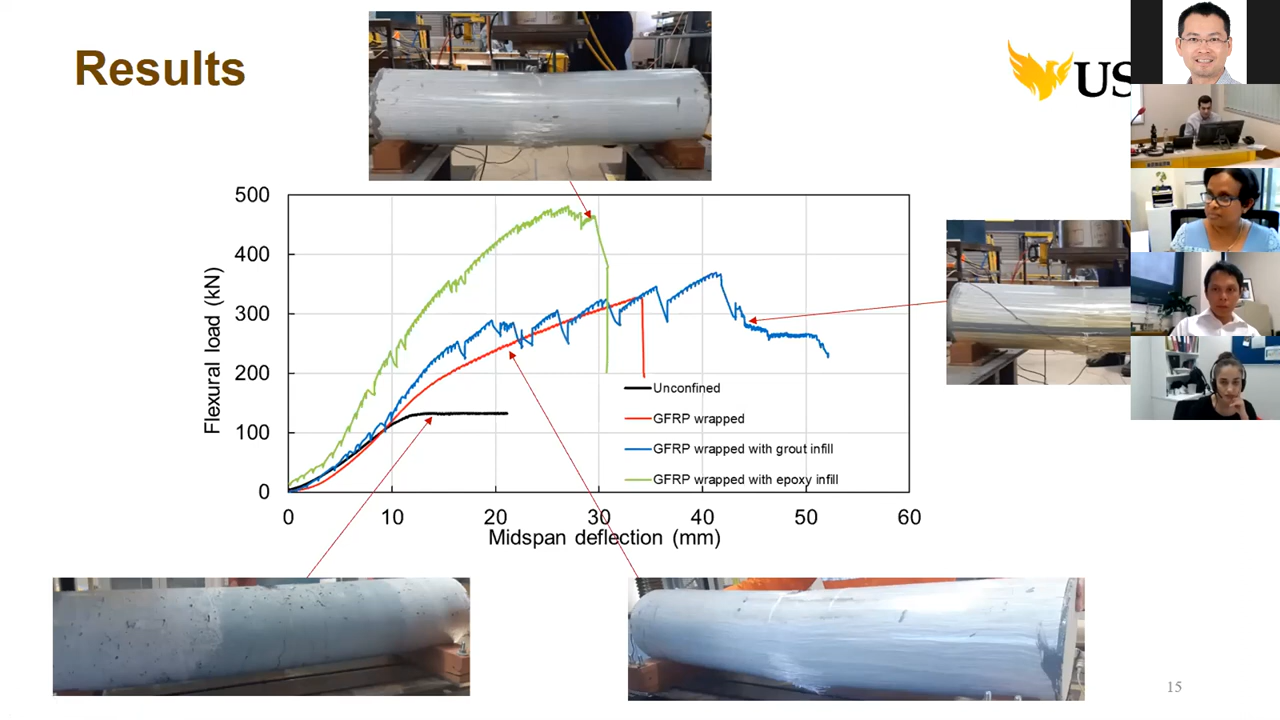 Results
US
500
400
300
200
100
0
Flexural load (kN)
Unconfined
GFRP wrapped
GFRP wrapped with grout infill
GFRP wrapped with epoxy infill
0 10 20 30 40 50 60
Midspan deflection (mm)
15